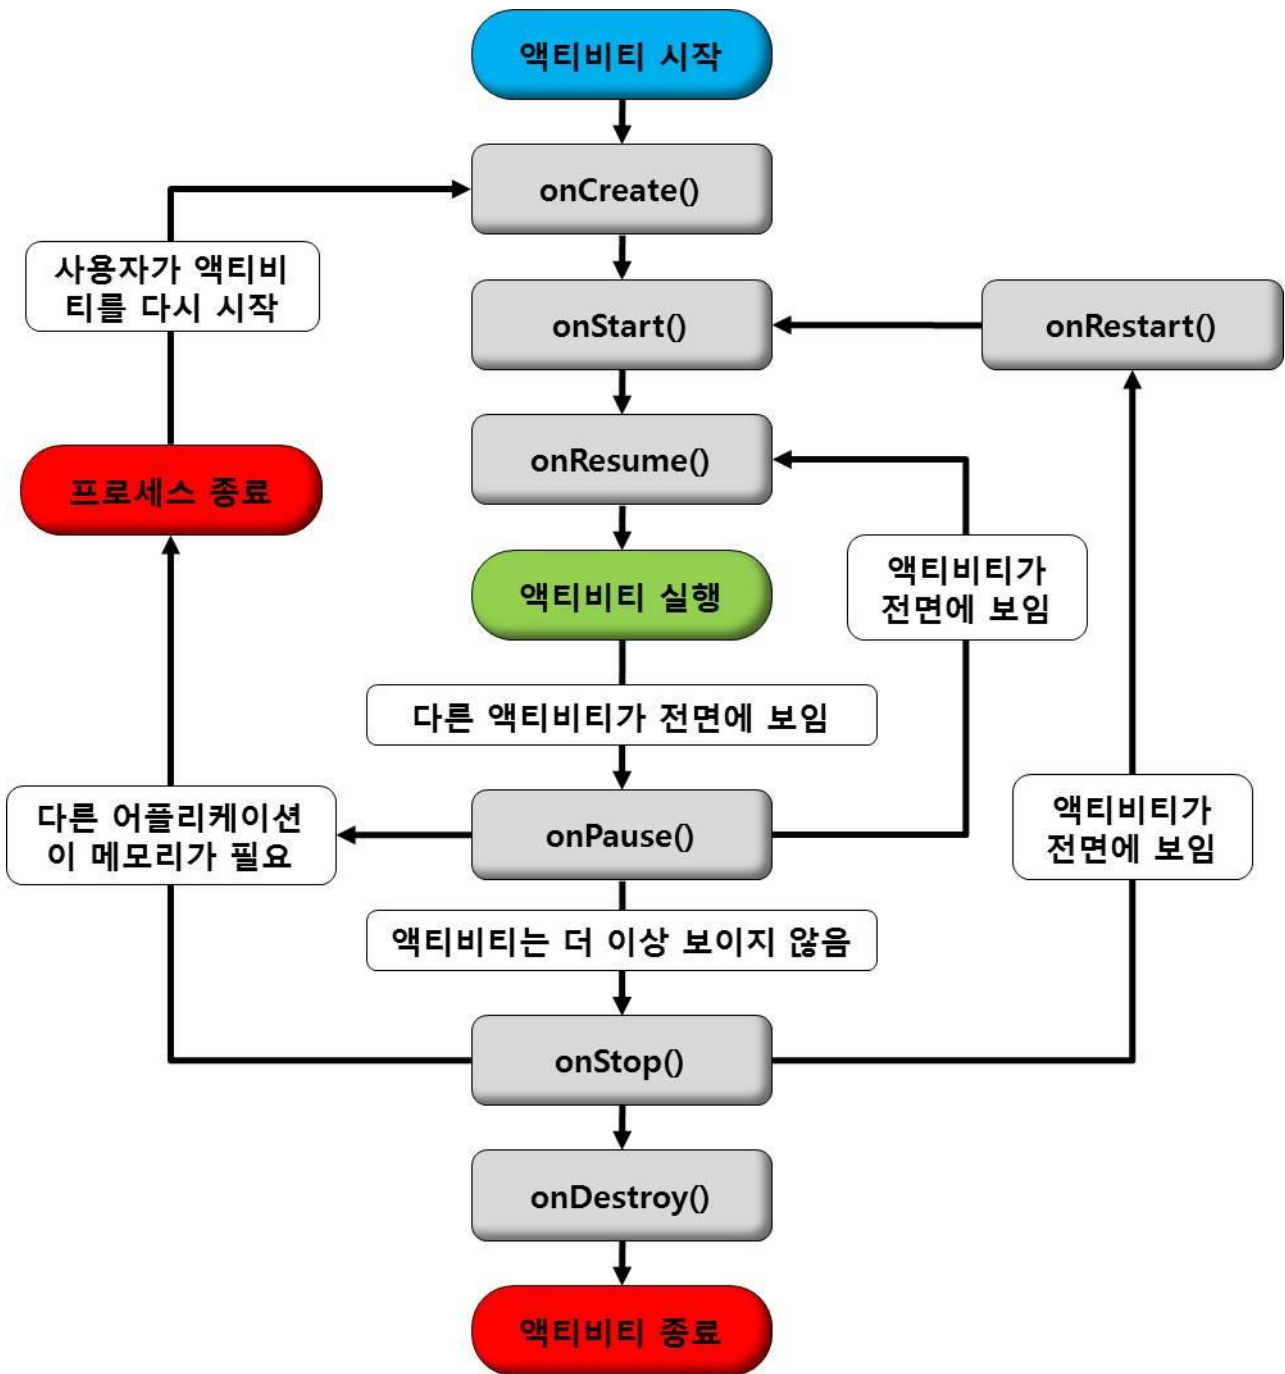 액티비티 시작
onCreate()
사용자가 액티비
티를 다시 시작
onStart()
onRestart()
onResume()
프로세스 종료
액티비티 실행
액티비티가
전면에 보임
다른 액티비티가 전면에 보임
다른 어플리케이션
이 메모리가 필요
onPause()
액티비티가
전면에 보임
액티비티는 더 이상 보이지 않음
onStop()
onDestroy()
액티비티 종료